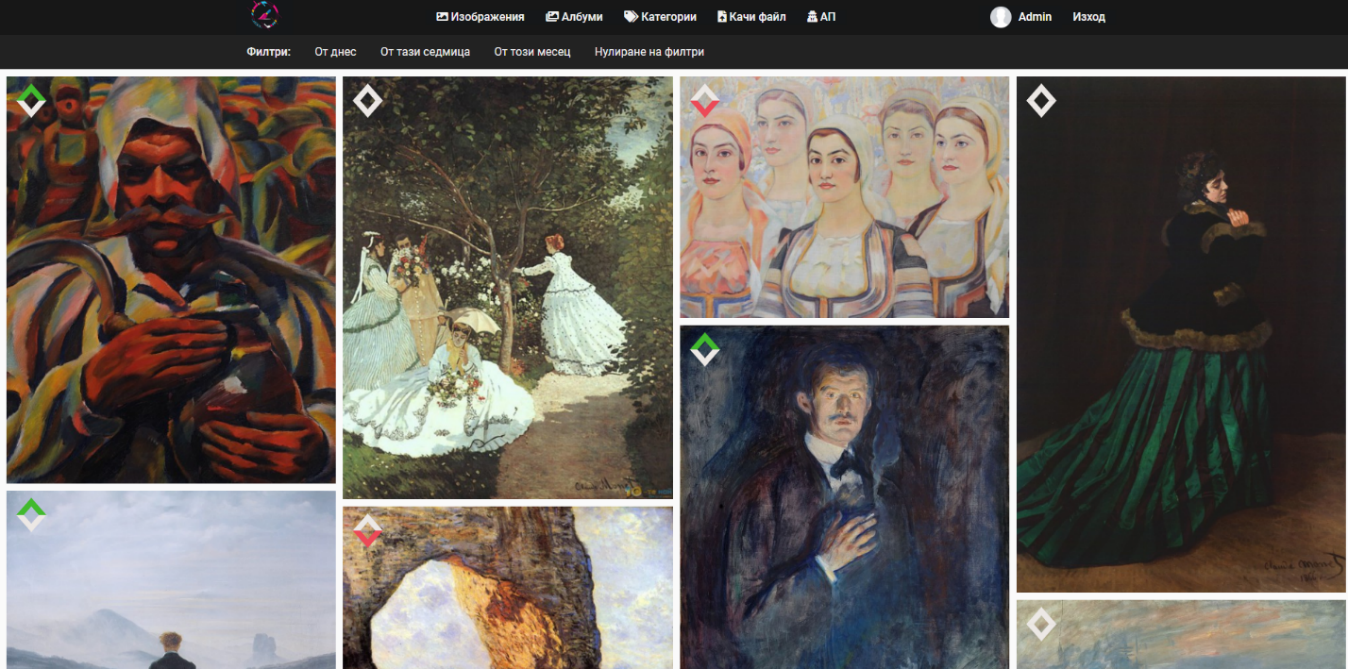 Изображения Албуми Категории Качи файл АП Admin Изход
Филтри: От днес От тази седмица От този месец Нулиране на филтри